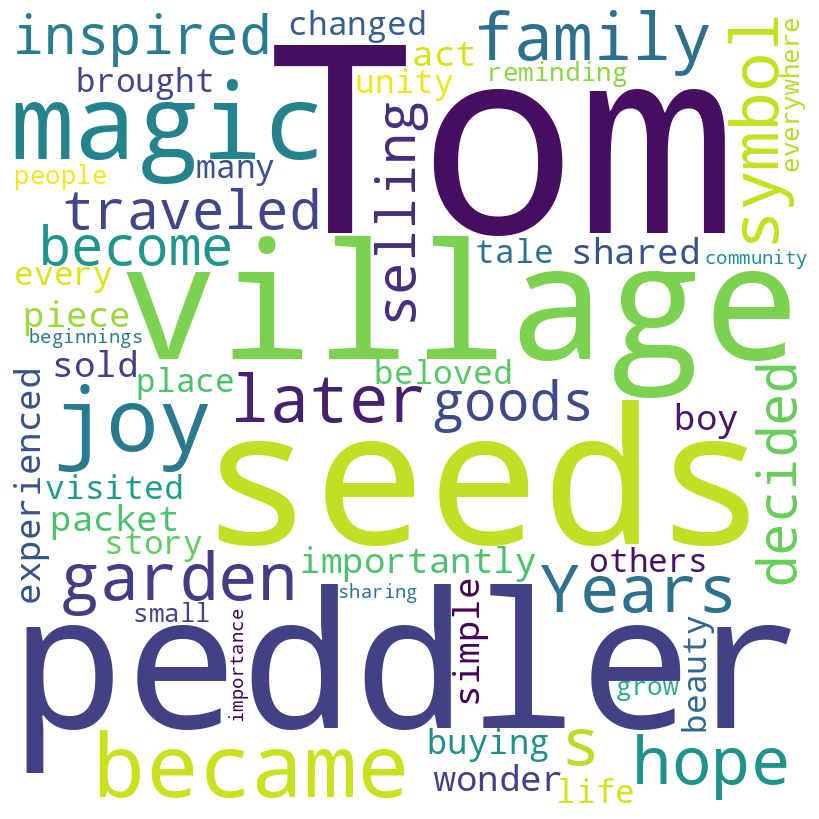 inspired
changed
family
act
symbol
everywhere
brought
unity
reminding
Tom
magic
many
selling
people
traveled
become
tale
shared
community
every
village
piece
beginnings
sold
place
beloved
decided
joy
later
goods
boy
experienced
visited
seeds
packet
story
importantly
others
garden
sharing
simple
Years
small
importance
peddler
beauty
grow
became
buying
s
hope
wonder
life